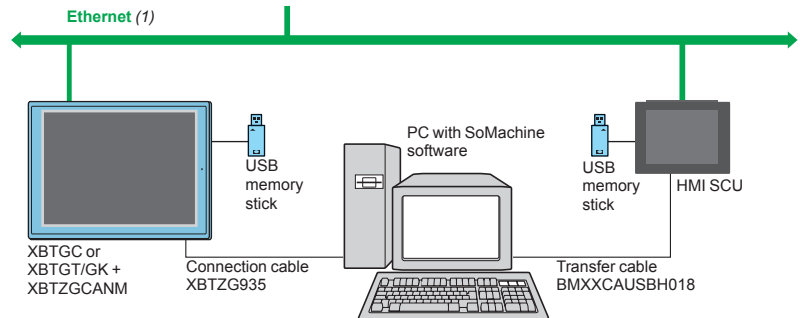 Ethernet (1)
PC with SoMachine
software
USB
memory
stick
USB
memory
stick
HMI SCU
XBTGC or
XBTGT/GK +
XBTZGCANM
Connection cable
XBTZG935
Transfer cable
BMXXCAUSBH018